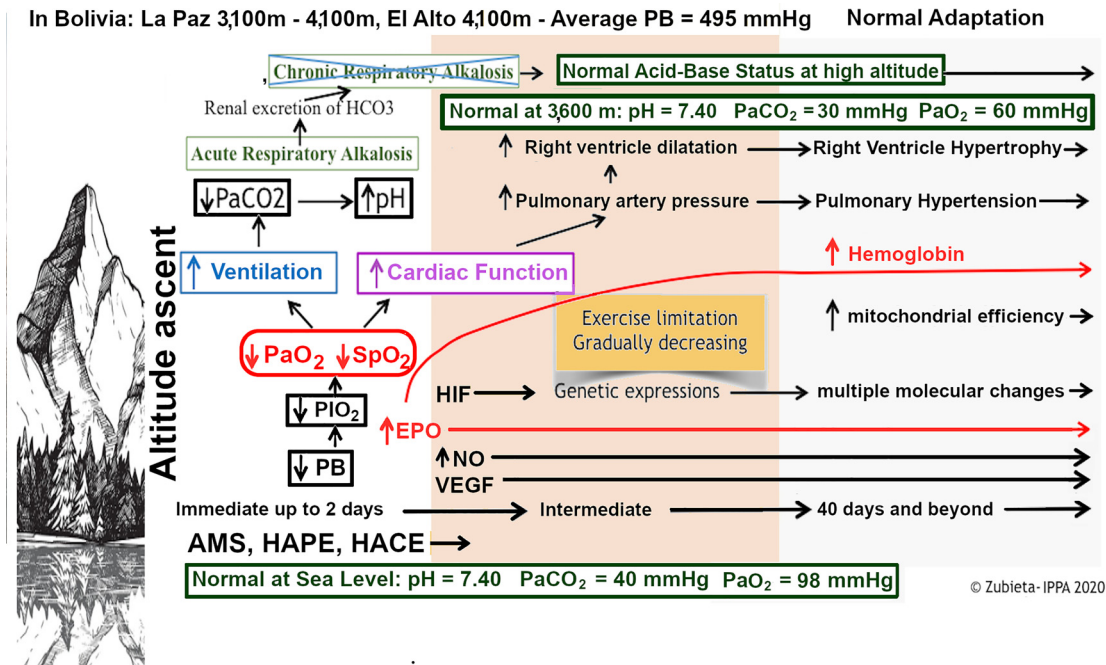 In Bolivia: La Paz 3,100m - 4,100m, El Alto 4,100m - Average PB = 495 mmHg
Normal Adaptation
, Chronic Respiratory Alkalosis
Normal Acid-Base Status at high altitude
Renal excretion of HCO3
Normal at 3,600 m: pH = 7.40 PaCO2 = 30 mmHg PaO2 = 60 mmHg
Acute Respiratory Alkalosis
↑ Right ventricle dilatation
Right Ventricle Hypertrophy
↓PaCO2
↑pH
↑ Pulmonary artery pressure
Pulmonary Hypertension
Altitude ascent
↑ Ventilation
↑ Cardiac Function
↑ Hemoglobin
Exercise limitation
Gradually decreasing
↑ mitochondrial efficiency
↓ PaO2 ↓ SpO2
HIF
Genetic expressions
multiple molecular changes
↓ PIO2
↑EPO
↓ PB
↑NO
VEGF
Immediate up to 2 days
Intermediate
40 days and beyond
AMS, HAPE, HACE
Normal at Sea Level: pH = 7.40 PaCO2 = 40 mmHg PaO2 = 98 mmHg
© Zubieta- IPPA 2020